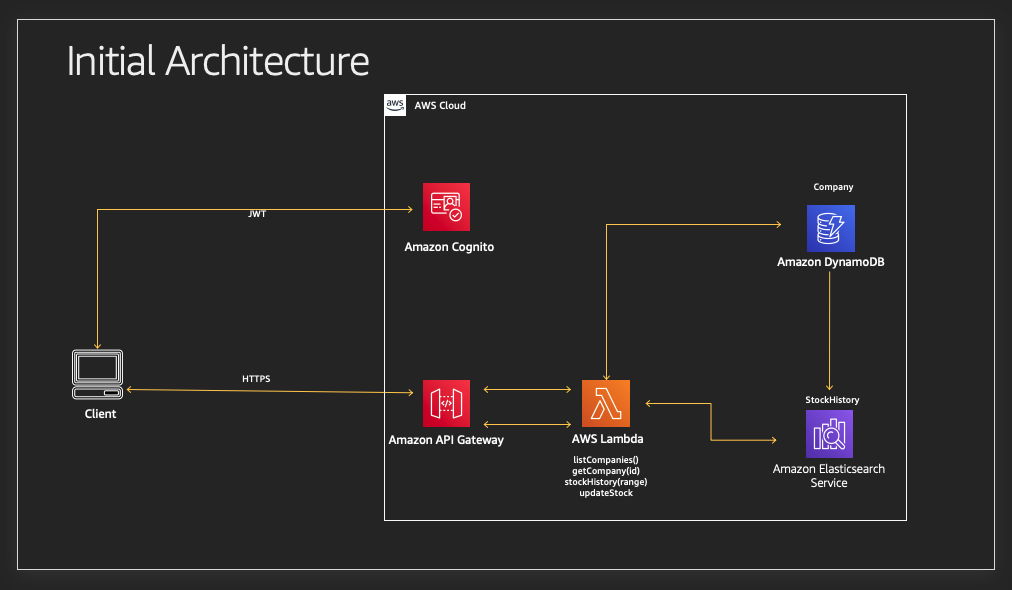 Initial Architecture
aws
AWS Cloud
JWT
Amazon Cognito
Company
Amazon DynamoDB
HTTPS
Client
</>
Amazon API Gateway
AWS Lambda
listCompanies()
getCompany(id)
stockHistory(range)
updateStock
StockHistory
Amazon Elasticsearch
Service